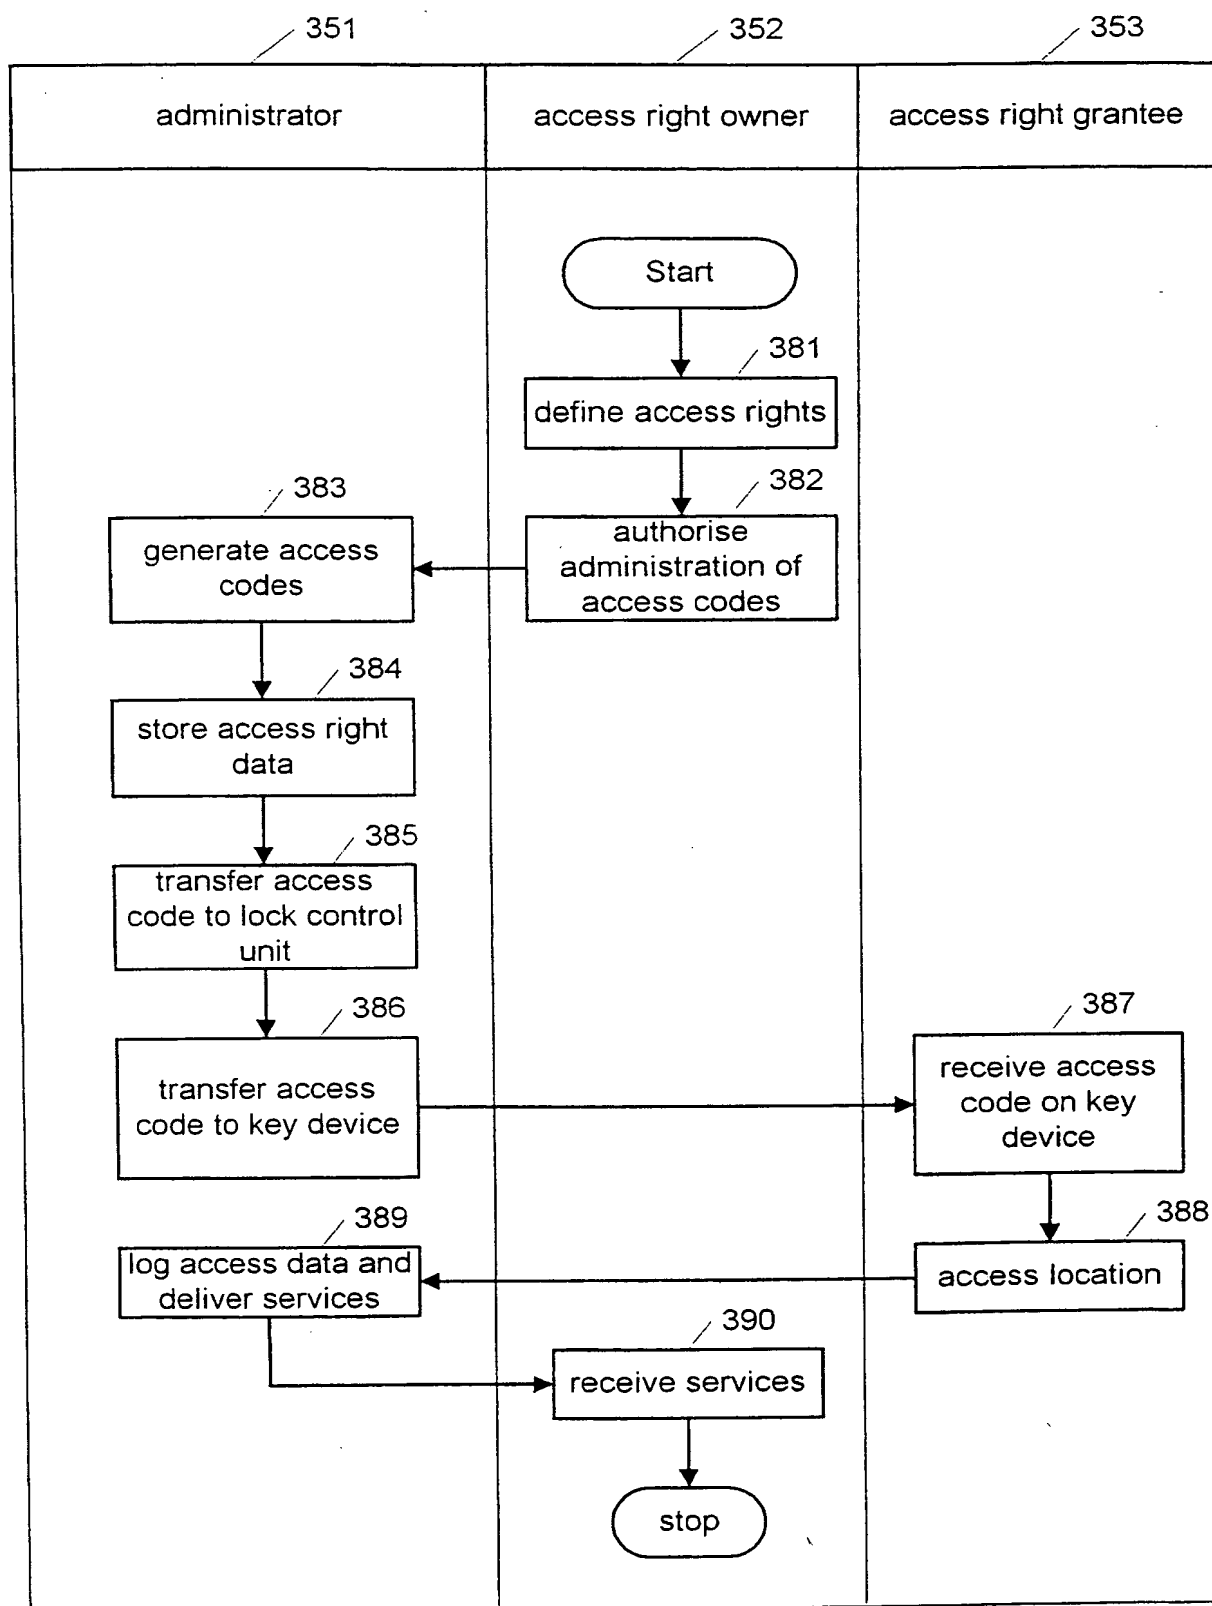 351
352
353
administrator
access right owner
access right grantee
Start
381
define access rights
382
authorise
administration of
access codes
383
generate access
codes
384
store access right
data
385
transfer access
code to lock control
unit
386
transfer access
code to key device
387
receive access
code on key
device
388
access location
389
log access data and
deliver services
390
receive services
stop